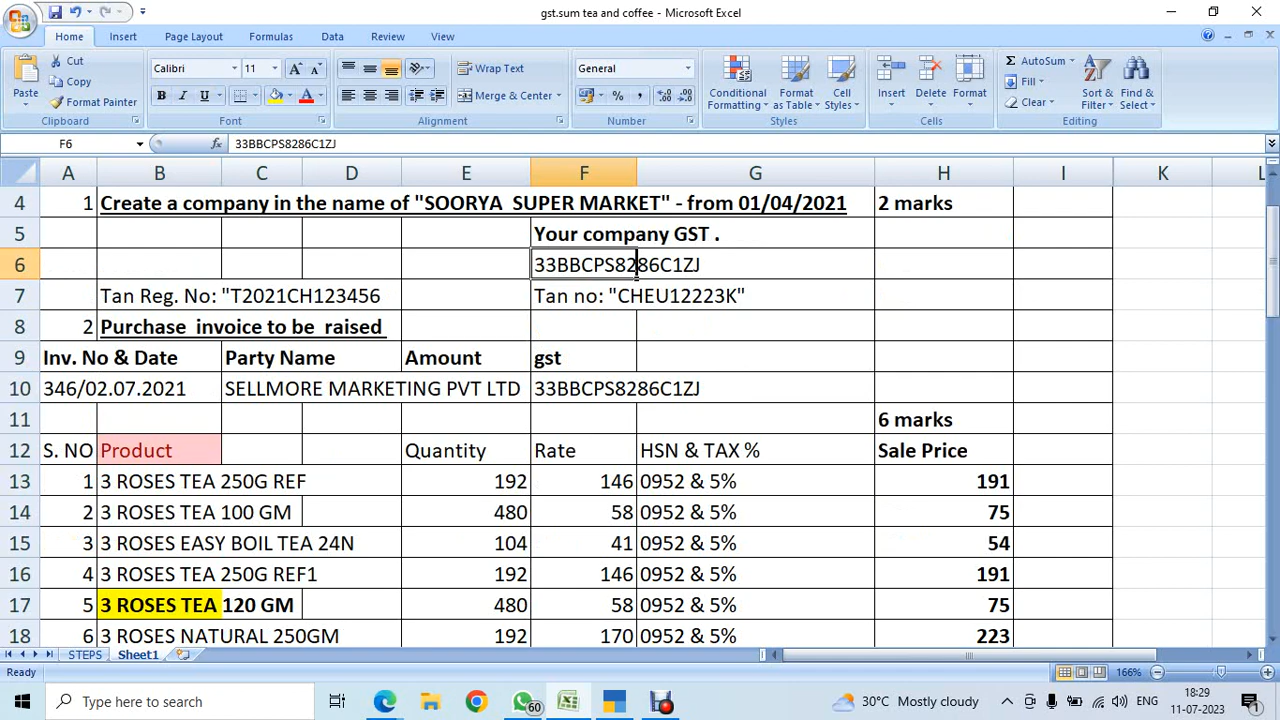 gst.sum tea and coffee - Microsoft Excel
Home Insert Page Layout Formulas Data Review View
Paste Cut Copy Format Painter Clipboard
Calibri 11 A A B I U A Font
Wrap Text Merge & Center Alignment
General % , Number
Conditional Formatting Format as Table Cell Styles Styles
Insert Delete Format Cells
Σ AutoSum Fill Clear Sort & Filter Find & Select Editing
F6 fx 33BBCPS8286C1ZJ
A B C D E F G H I K L
4 1 Create a company in the name of "SOORYA SUPER MARKET" - from 01/04/2021 2 marks
5 Your company GST .
6 33BBCPS8286C1ZJ
7 Tan Reg. No: "T2021CH123456 Tan no: "CHEU12223K"
8 2 Purchase invoice to be raised
9 Inv. No & Date Party Name Amount gst
10 346/02.07.2021 SELLMORE MARKETING PVT LTD 33BBCPS8286C1ZJ
11 6 marks
12 S. NO Product Quantity Rate HSN & TAX % Sale Price
13 1 3 ROSES TEA 250G REF 192 146 0952 & 5% 191
14 2 3 ROSES TEA 100 GM 480 58 0952 & 5% 75
15 3 3 ROSES EASY BOIL TEA 24N 104 41 0952 & 5% 54
16 4 3 ROSES TEA 250G REF1 192 146 0952 & 5% 191
17 5 3 ROSES TEA 120 GM 480 58 0952 & 5% 75
18 6 3 ROSES NATURAL 250GM 192 170 0952 & 5% 223
STEPS Sheet1
Ready 166%
Type here to search 60 30°C Mostly cloudy 18:29
11-07-2023 1